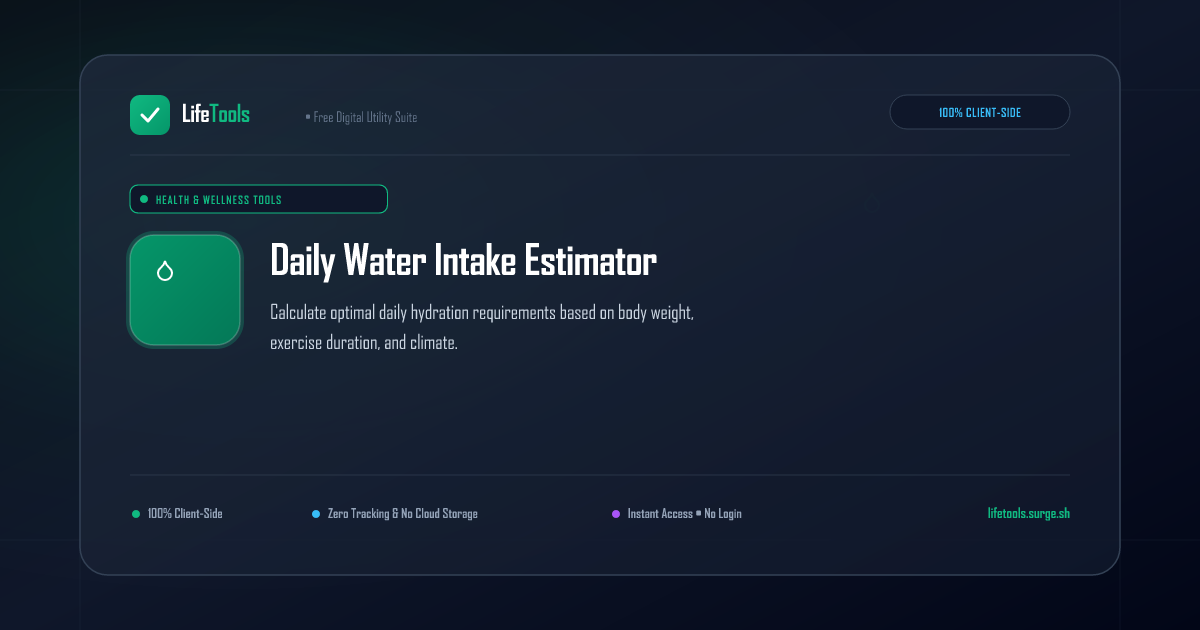 LifeTools
▪ Free Digital Utility Suite
100% CLIENT-SIDE
HEALTH & WELLNESS TOOLS
Daily Water Intake Estimator
Calculate optimal daily hydration requirements based on body weight,
exercise duration, and climate.
100% Client-Side
Zero Tracking & No Cloud Storage
Instant Access ▪ No Login
lifetools.surge.sh